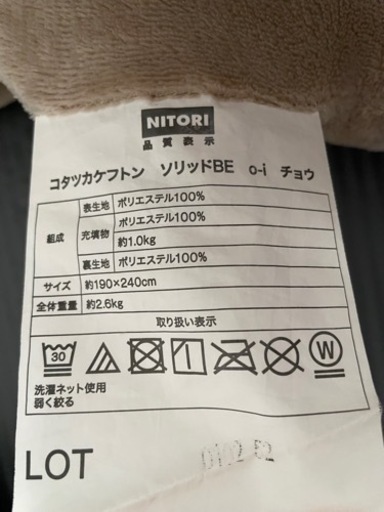 NITORI
品質表示
コタツカケフトン ソリッドBE o-i チョウ
組成 表生地 ポリエステル100%
充填物 ポリエステル100%
約1.0kg
裏生地 ポリエステル100%
サイズ 約190×240cm
全体重量 約2.6kg
取り扱い表示
30 W
洗濯ネット使用
弱く絞る
LOT